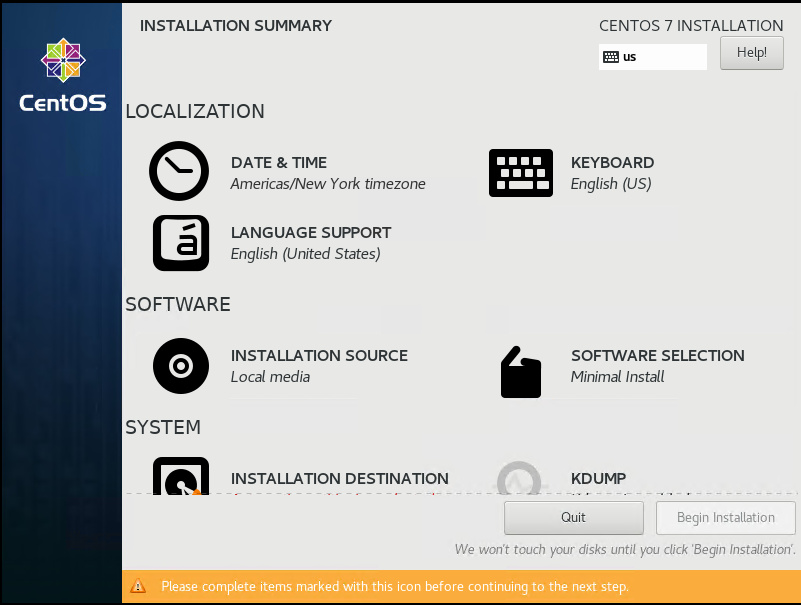 INSTALLATION SUMMARY
CENTOS 7 INSTALLATION
us
Help!
CentOS
LOCALIZATION
DATE & TIME
Americas/New York timezone
KEYBOARD
English (US)
LANGUAGE SUPPORT
English (United States)
SOFTWARE
INSTALLATION SOURCE
Local media
SOFTWARE SELECTION
Minimal Install
SYSTEM
INSTALLATION DESTINATION
KDUMP
Quit
Begin Installation
We won't touch your disks until you click 'Begin Installation'.
Please complete items marked with this icon before continuing to the next step.